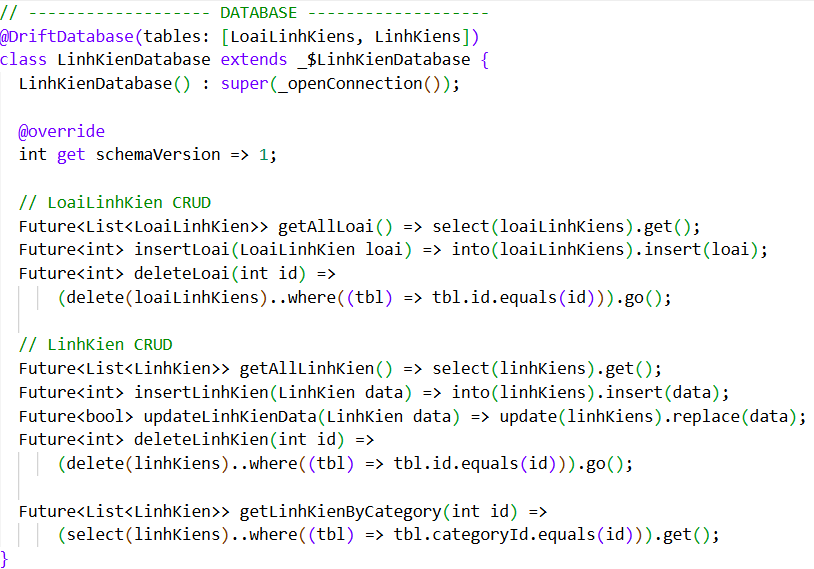 // ------------------- DATABASE -------------------
@DriftDatabase(tables: [LoaiLinhKiens, LinhKiens])
class LinhKienDatabase extends _$LinhKienDatabase {
  LinhKienDatabase() : super(_openConnection());

  @override
  int get schemaVersion => 1;

  // LoaiLinhKien CRUD
  Future<List<LoaiLinhKien>> getAllLoai() => select(loaiLinhKiens).get();
  Future<int> insertLoai(LoaiLinhKien loai) => into(loaiLinhKiens).insert(loai);
  Future<int> deleteLoai(int id) =>
      (delete(loaiLinhKiens)..where((tbl) => tbl.id.equals(id))).go();

  // LinhKien CRUD
  Future<List<LinhKien>> getAllLinhKien() => select(linhKiens).get();
  Future<int> insertLinhKien(LinhKien data) => into(linhKiens).insert(data);
  Future<bool> updateLinhKienData(LinhKien data) => update(linhKiens).replace(data);
  Future<int> deleteLinhKien(int id) =>
      (delete(linhKiens)..where((tbl) => tbl.id.equals(id))).go();

  Future<List<LinhKien>> getLinhKienByCategory(int id) =>
      (select(linhKiens)..where((tbl) => tbl.categoryId.equals(id))).get();
}